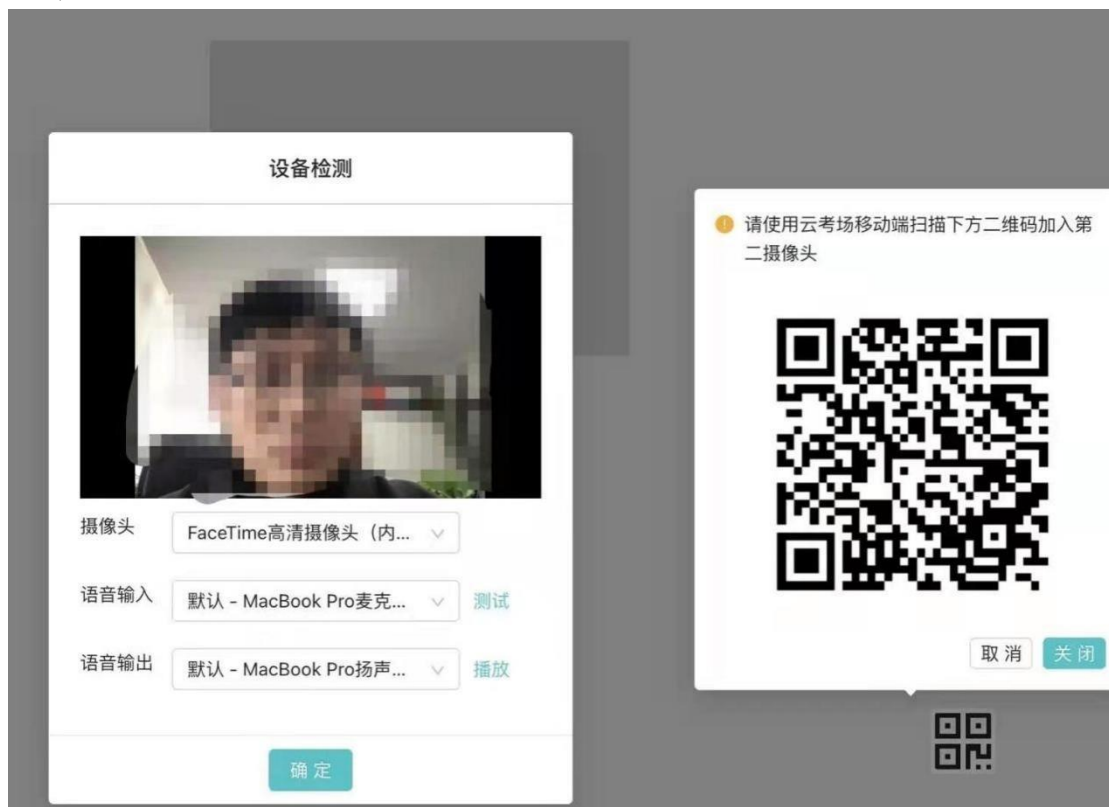 设备检测
摄像头
FaceTime高清摄像头（内...
语音输入
默认 - MacBook Pro麦克...
测试
语音输出
默认 - MacBook Pro扬声...
播放
确 定
请使用云考场移动端扫描下方二维码加入第
二摄像头
取 消
关 闭